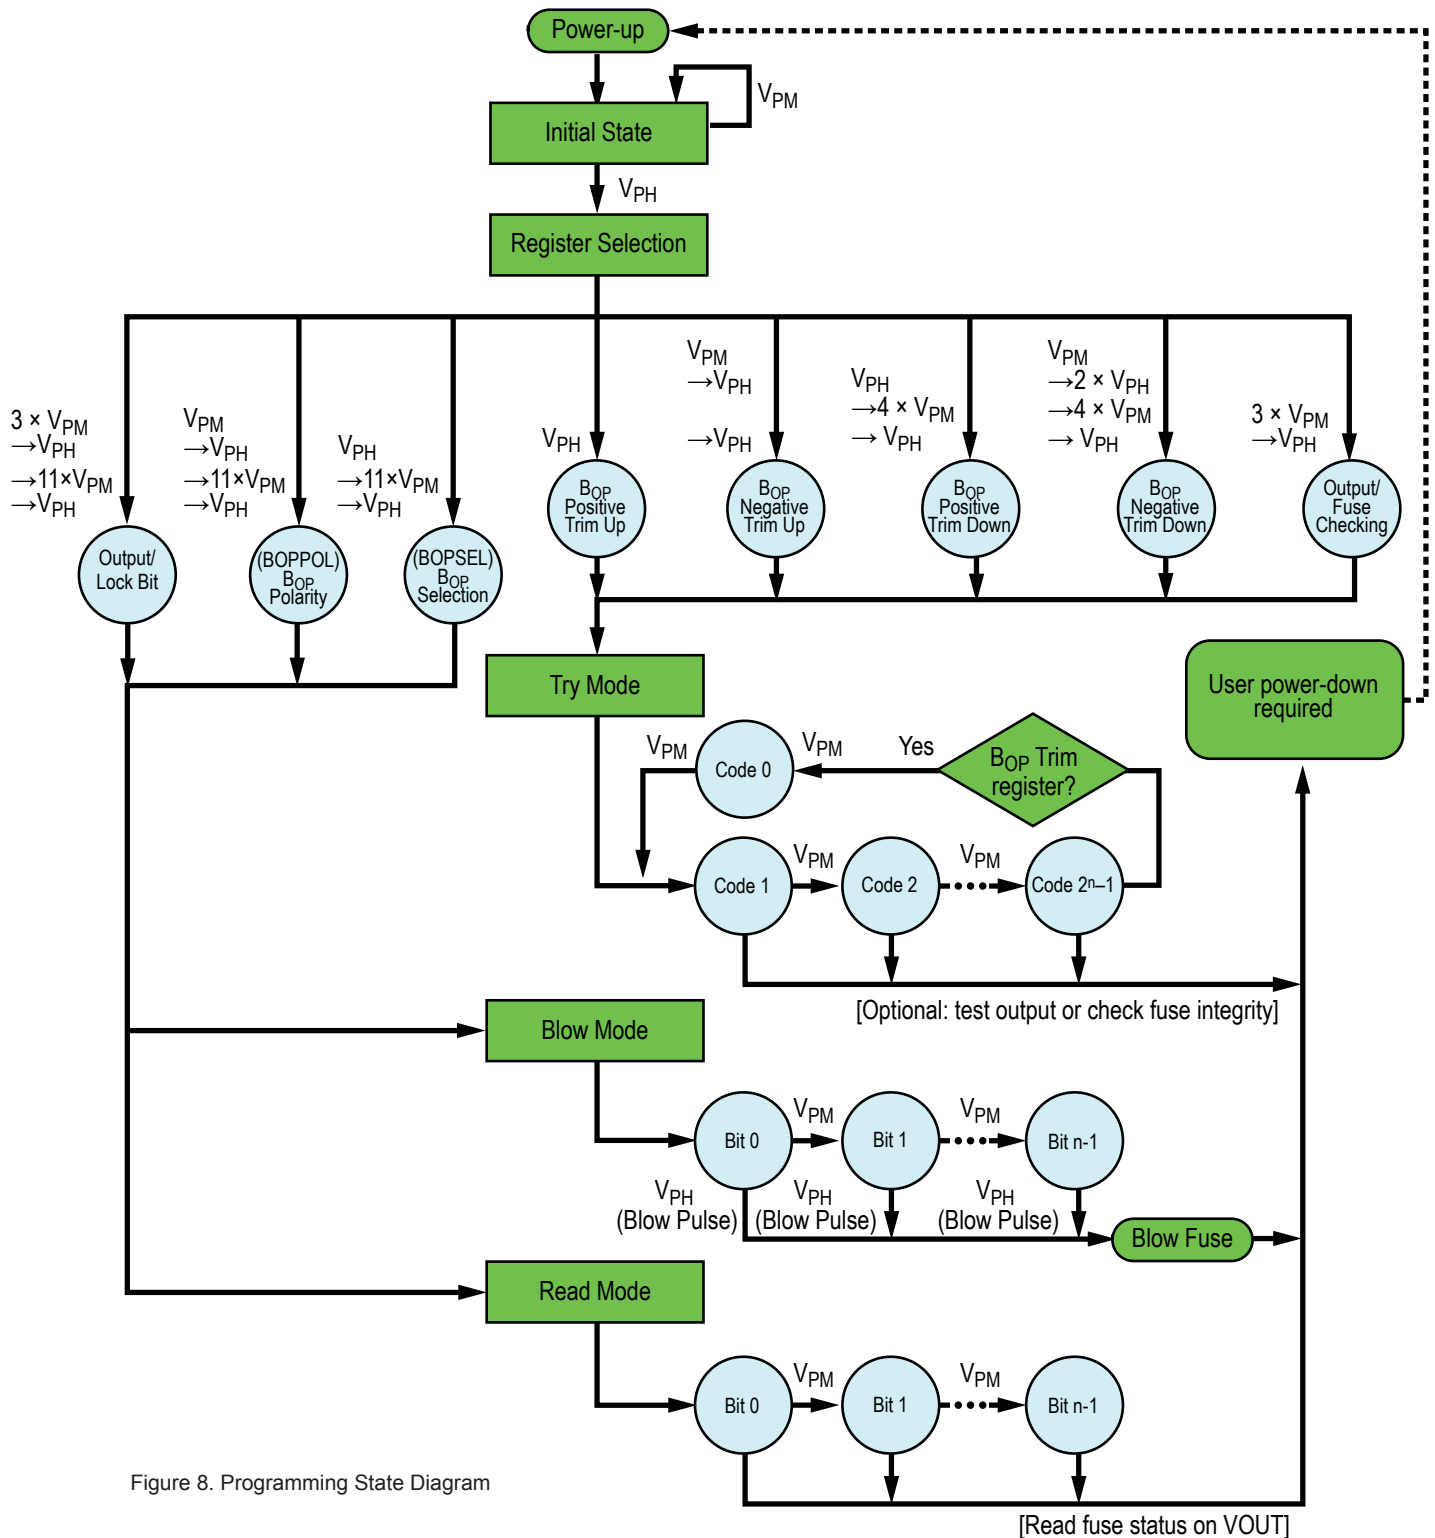 Power-up
VPM
Initial State
VPH
Register Selection
3 × VPM
→VPH
→11×VPM
→VPH
VPM
→VPH
→11×VPM
→VPH
VPH
→11×VPM
→VPH
VPH
VPM
→VPH
→VPH
VPH
→4 × VPM
→ VPH
VPM
→2 × VPH
→4 × VPM
→ VPH
3 × VPM
→VPH
Output/
Lock Bit
(BOPPOL)
BOP
Polarity
(BOPSEL)
BOP
Selection
BOP
Positive
Trim Up
BOP
Negative
Trim Up
BOP
Positive
Trim Down
BOP
Negative
Trim Down
Output/
Fuse
Checking
Try Mode
User power-down
required
VPM
Code 0
VPM
Yes
BOP Trim
register?
Code 1
VPM
Code 2
VPM
Code 2ⁿ–1
[Optional: test output or check fuse integrity]
Blow Mode
Bit 0
VPM
Bit 1
VPM
Bit n-1
VPH
(Blow Pulse)
VPH
(Blow Pulse)
VPH
(Blow Pulse)
Blow Fuse
Read Mode
Bit 0
VPM
Bit 1
VPM
Bit n-1
Figure 8. Programming State Diagram
[Read fuse status on VOUT]